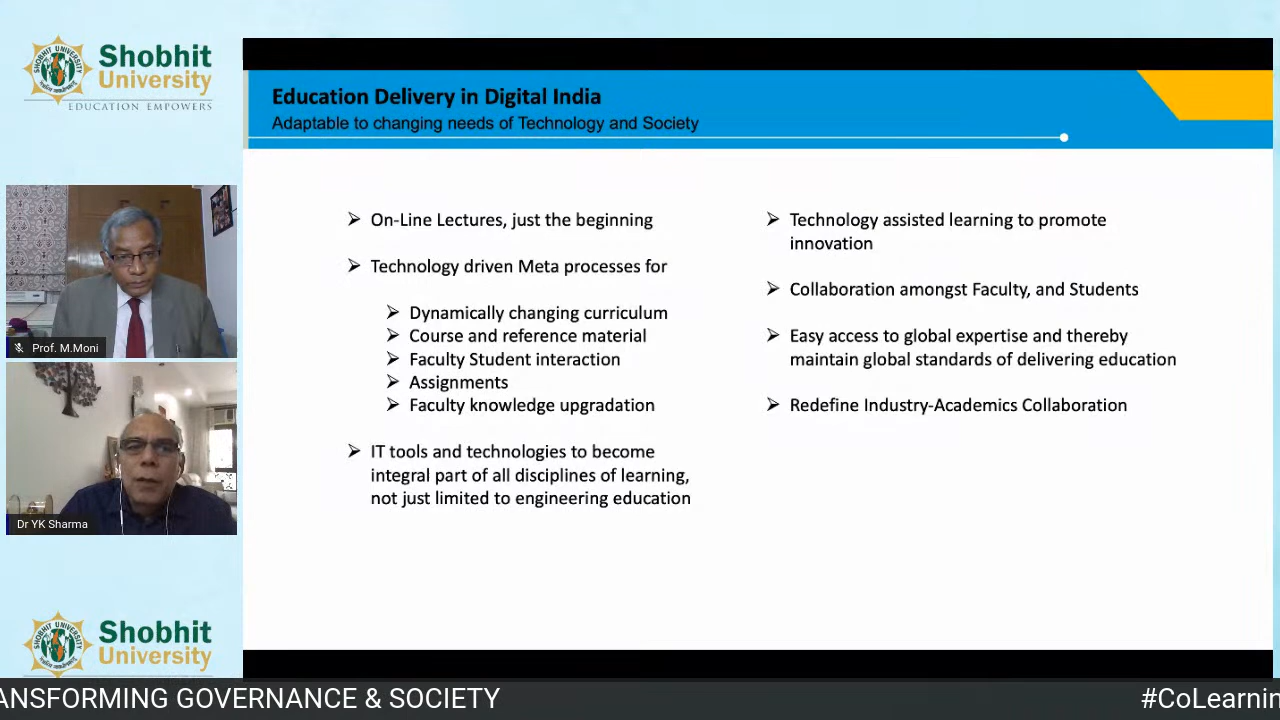 Shobhit
University
EDUCATION EMPOWERS
Prof. M.Moni
Dr YK Sharma
Shobhit
University
Education Delivery in Digital India
Adaptable to changing needs of Technology and Society
On-Line Lectures, just the beginning
Technology driven Meta processes for
Dynamically changing curriculum
Course and reference material
Faculty Student interaction
Assignments
Faculty knowledge upgradation
IT tools and technologies to become
integral part of all disciplines of learning,
not just limited to engineering education
Technology assisted learning to promote
innovation
Collaboration amongst Faculty, and Students
Easy access to global expertise and thereby
maintain global standards of delivering education
Redefine Industry-Academics Collaboration
ANSFORMING GOVERNANCE & SOCIETY
#CoLearnin